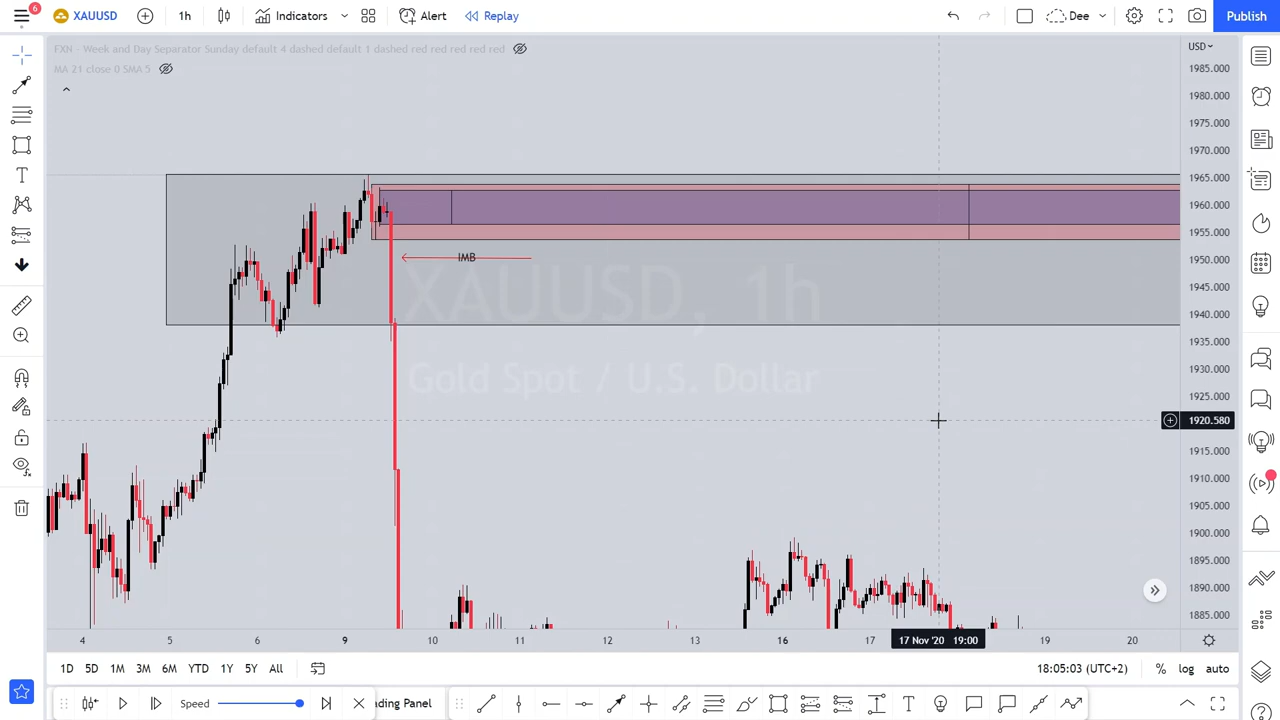 6
XAUUSD
1h
Indicators
Alert
Replay
Dee
Publish
FXN - Week and Day Separator Sunday default 4 dashed default 1 dashed red red red red red
MA 21 close 0 SMA 5
USD
1985.000
1980.000
1975.000
1970.000
1965.000
1960.000
1955.000
1950.000
1945.000
1940.000
1935.000
1930.000
1925.000
1920.580
1915.000
1910.000
1905.000
1900.000
1895.000
1890.000
1885.000
IMB
XAUUSD, 1h
Gold Spot / U.S. Dollar
4 5 6 9 10 11 12 13 16 17 17 Nov '20 19:00 19 20
1D 5D 1M 3M 6M YTD 1Y 5Y All
18:05:03 (UTC+2) % log auto
Speed
ading Panel